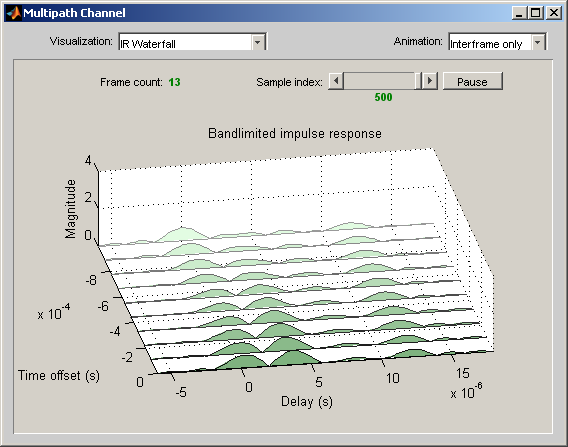 Multipath Channel
Visualization: IR Waterfall Animation: Interframe only
Frame count: 13 Sample index: Pause
500
Bandlimited impulse response
4
2
0
Magnitude
-8
-6
-4
-2
0
x 10⁻⁴
Time offset (s)
-5 0 5 10 15
x 10⁻⁶
Delay (s)